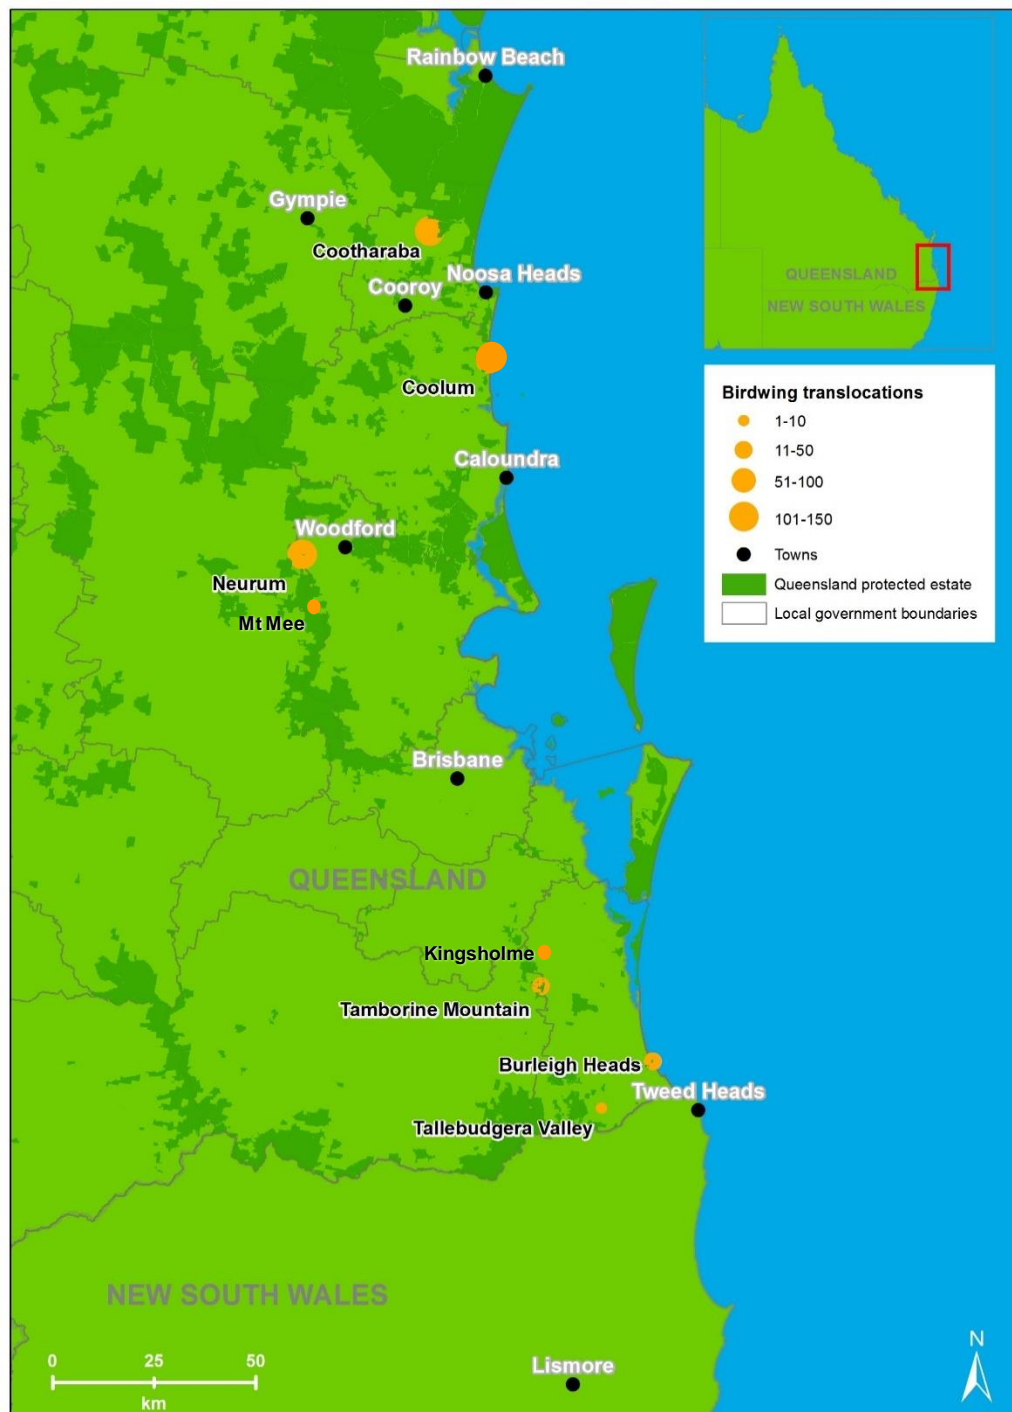 Rainbow Beach
Gympie
Cootharaba
Noosa Heads
Cooroy
Coolum
Caloundra
Woodford
Neurum
Mt Mee
Brisbane
QUEENSLAND
Kingsholme
Tamborine Mountain
Burleigh Heads
Tweed Heads
Tallebudgera Valley
NEW SOUTH WALES
Lismore
0 25 50
km
N
QUEENSLAND
NEW SOUTH WALES
Birdwing translocations
1-10
11-50
51-100
101-150
Towns
Queensland protected estate
Local government boundaries